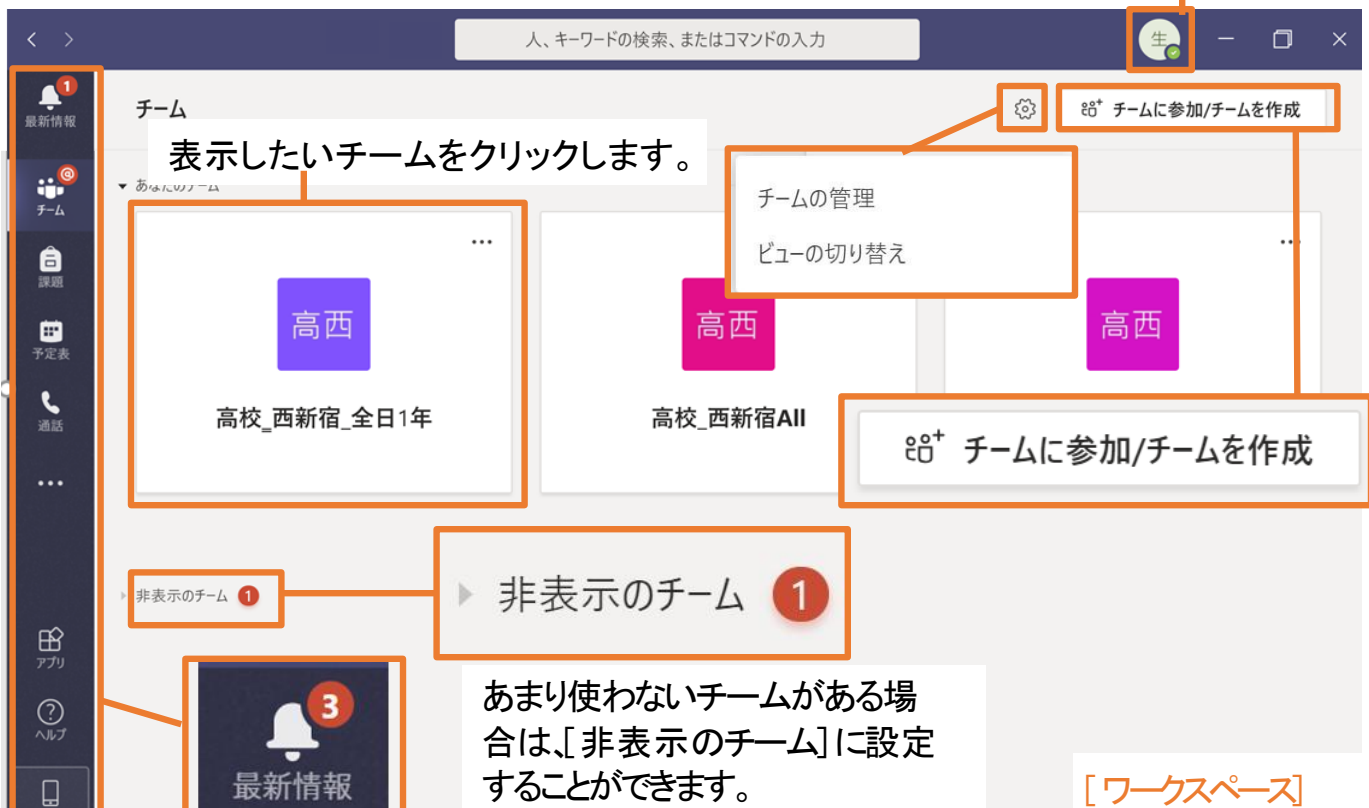 人、キーワードの検索、またはコマンドの入力
生
1
最新情報
チーム
チームに参加/チームを作成
表示したいチームをクリックします。
@
チーム
あなたのチーム
チームの管理
ビューの切り替え
課題
予定表
通話
高西
高西
高西
高校_西新宿_全日1年
高校_西新宿All
チームに参加/チームを作成
非表示のチーム 1
非表示のチーム 1
アプリ
ヘルプ
3
最新情報
あまり使わないチームがある場
合は、[非表示のチーム]に設定
することができます。
[ワークスペース]